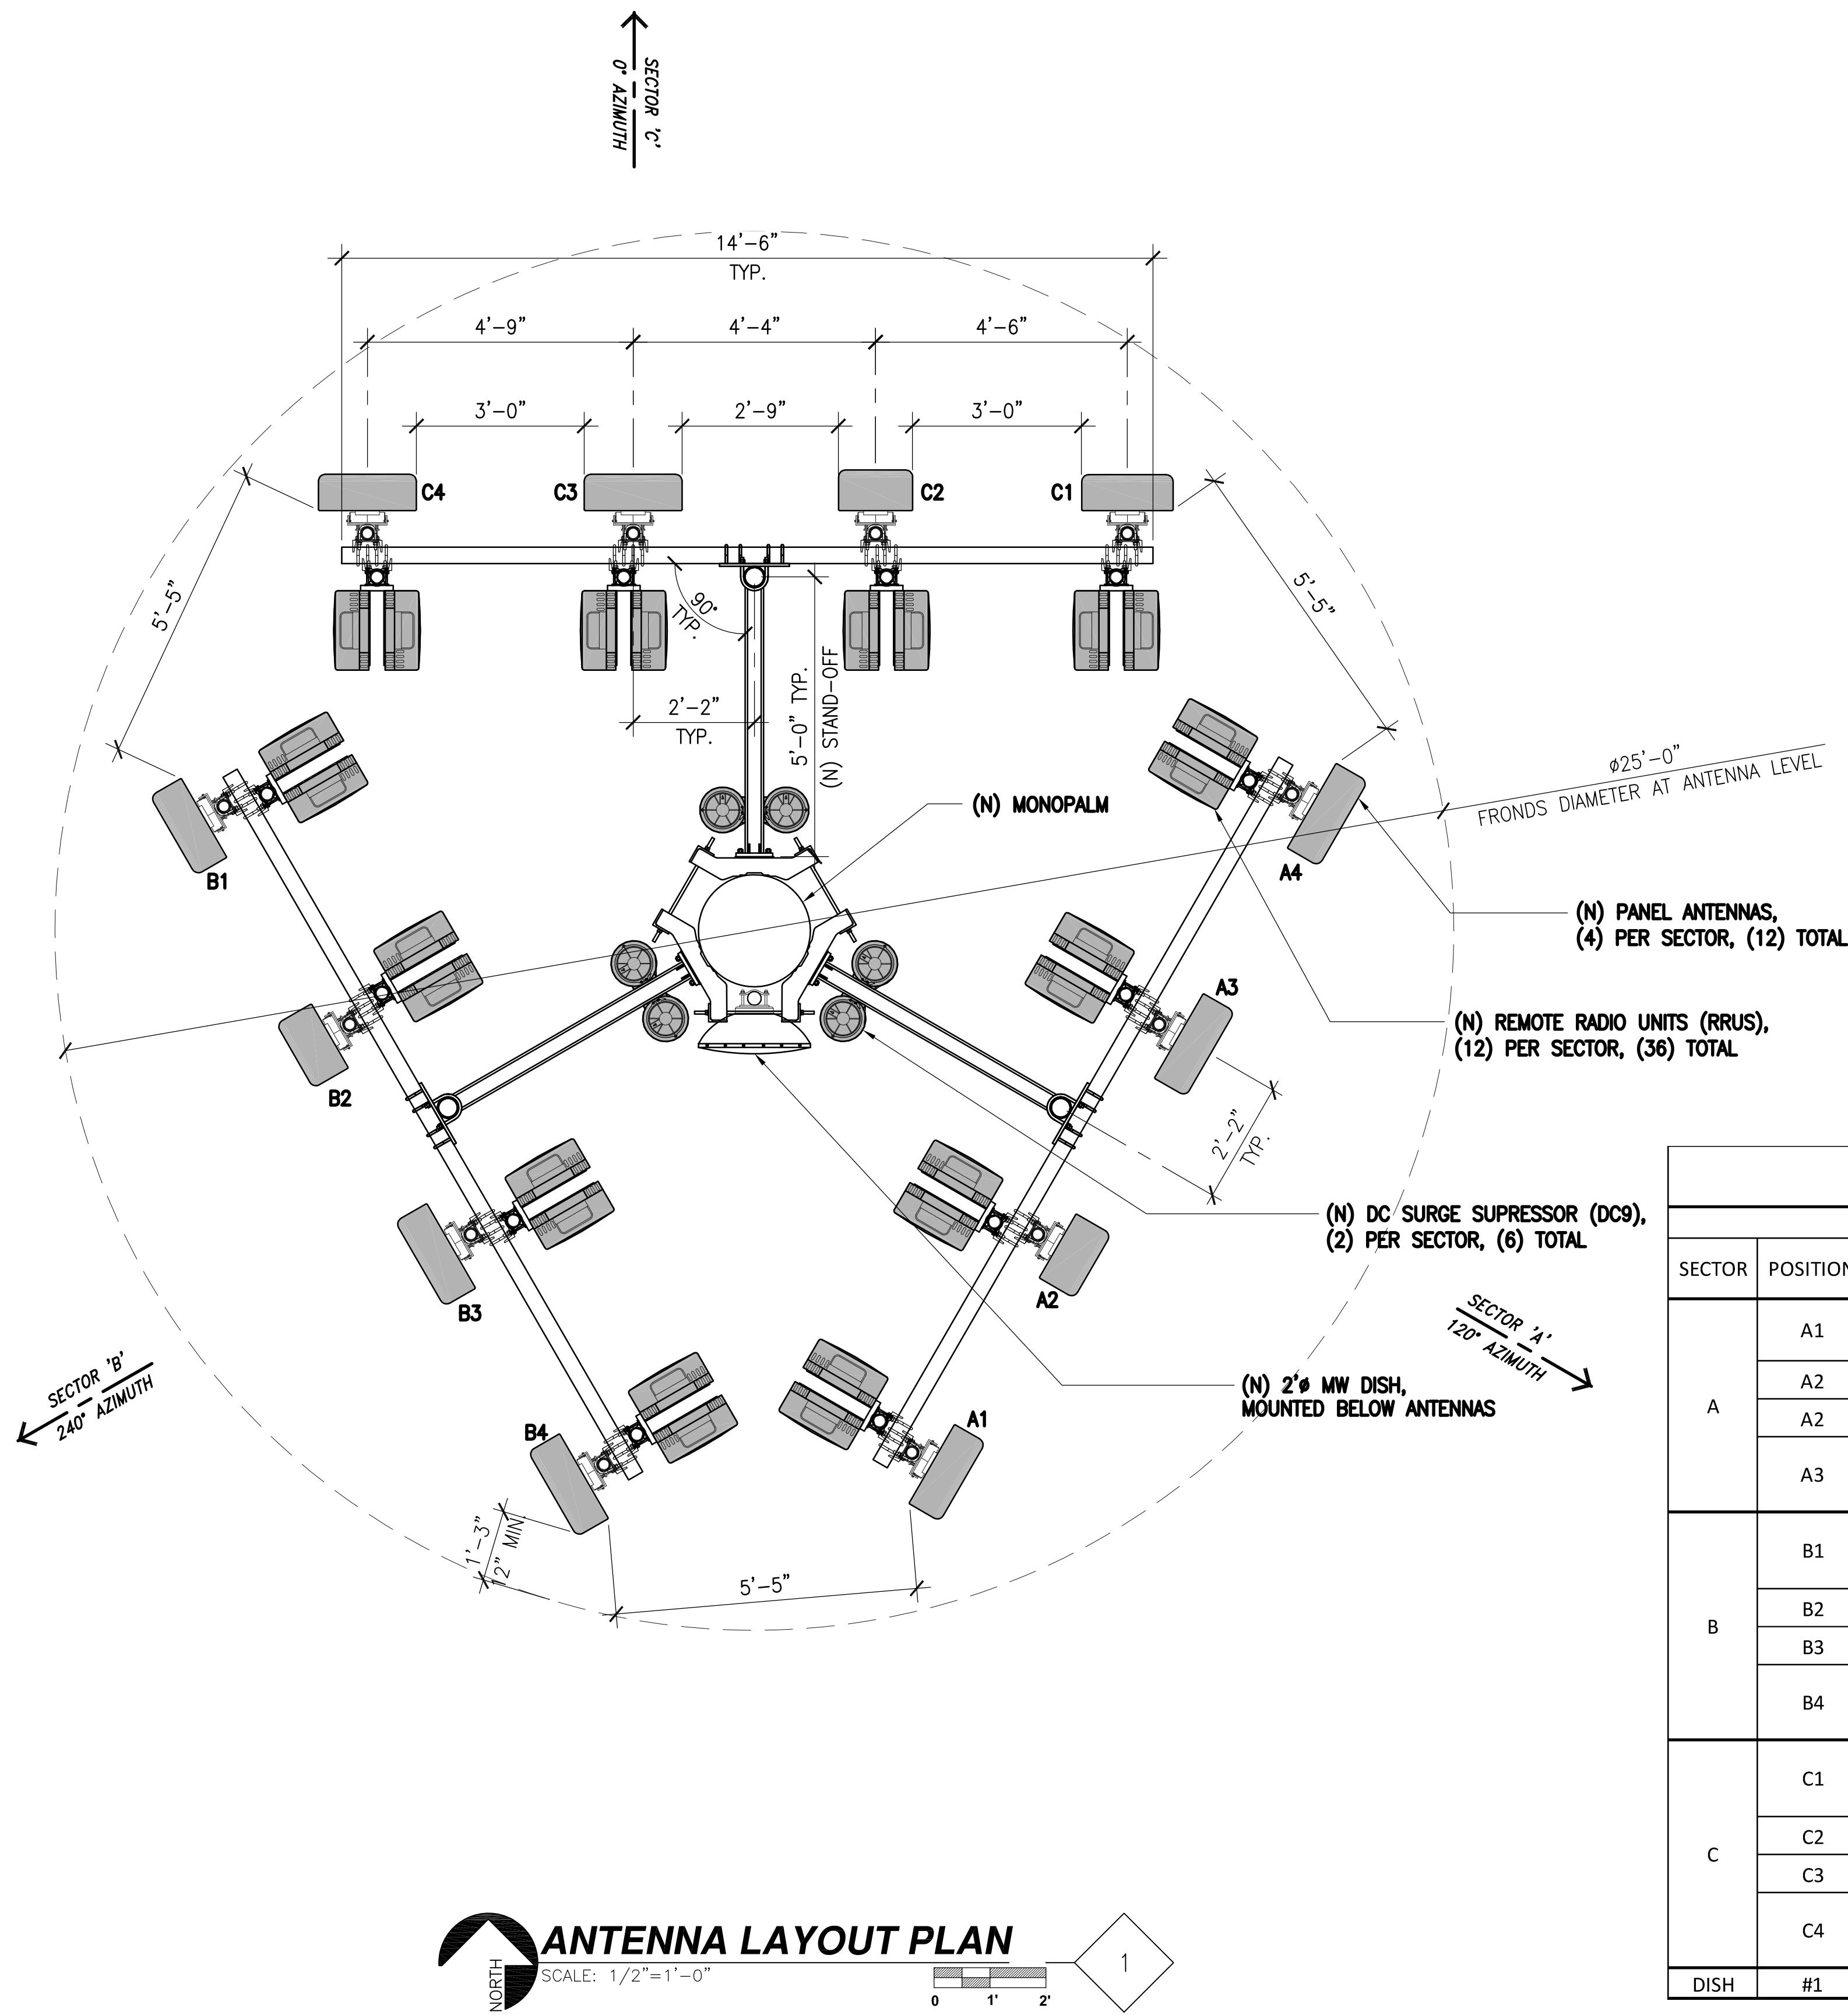 SECTOR 'C'
0° AZIMUTH
14'-6"
TYP.
4'-9"
4'-4"
4'-6"
3'-0"
2'-9"
3'-0"
C4
C3
C2
C1
5'-5"
5'-5"
90°
TYP.
2'-2"
TYP.
5'-0" TYP.
(N) STAND-OFF
(N) MONOPALM
ø25'-0"
FRONDS DIAMETER AT ANTENNA LEVEL
B1
A4
(N) PANEL ANTENNAS,
(4) PER SECTOR, (12) TOTAL
A3
(N) REMOTE RADIO UNITS (RRUS),
(12) PER SECTOR, (36) TOTAL
B2
2'-2"
TYP.
(N) DC SURGE SUPRESSOR (DC9),
(2) PER SECTOR, (6) TOTAL
B3
A2
SECTOR 'A'
120° AZIMUTH
SECTOR 'B'
240° AZIMUTH
(N) 2'ø MW DISH,
MOUNTED BELOW ANTENNAS
B4
A1
1'-3"
12" MIN.
5'-5"
SECTOR POSITION
A
A1
A2
A2
A3
B
B1
B2
B3
B4
C
C1
C2
C3
C4
DISH #1
NORTH
ANTENNA LAYOUT PLAN
SCALE: 1/2"=1'-0"
0 1' 2'
1